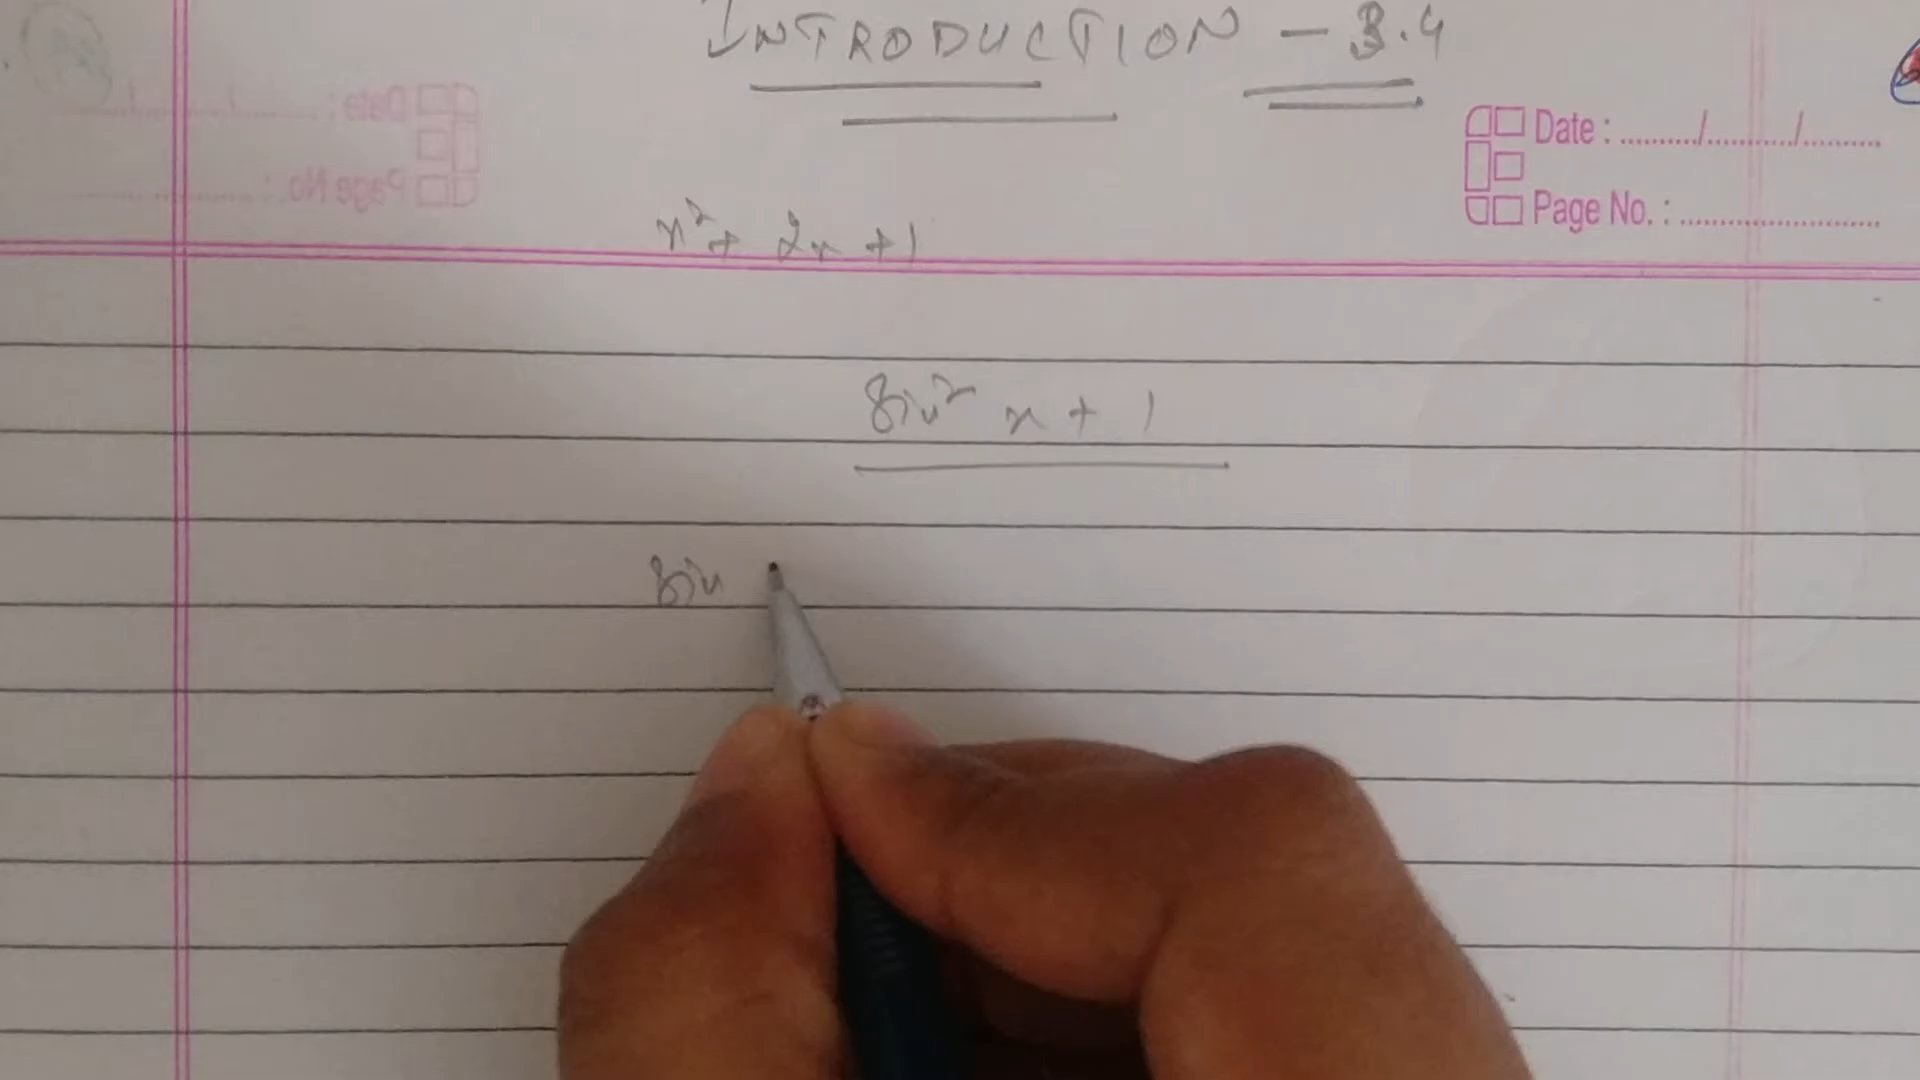 INTRODUCTION - 3.4
Date : ........./........./.........
Page No. : ....................
x² + 2x + 1
sin² x + 1
sin